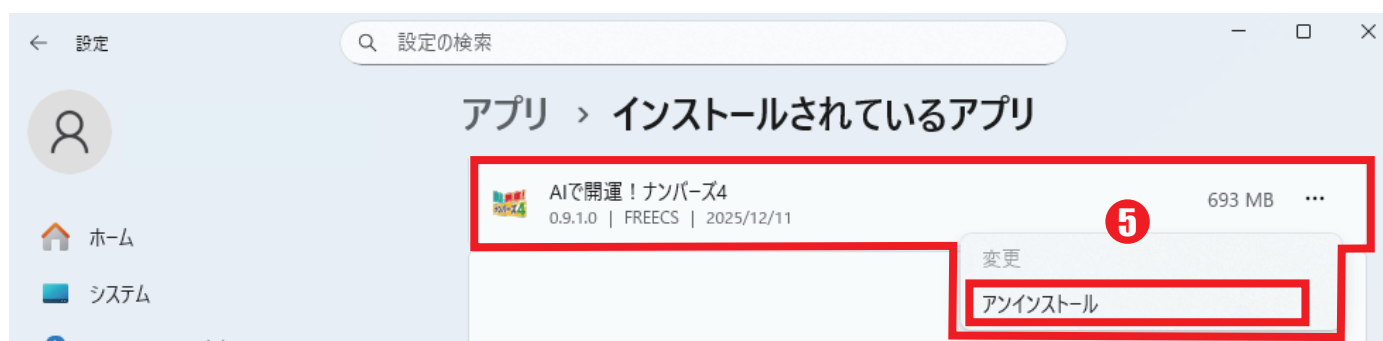 ← 設定
設定の検索
アプリ › インストールされているアプリ
AIで開運！ナンバーズ4
0.9.1.0 | FREECS | 2025/12/11
693 MB
5
ホーム
変更
システム
アンインストール